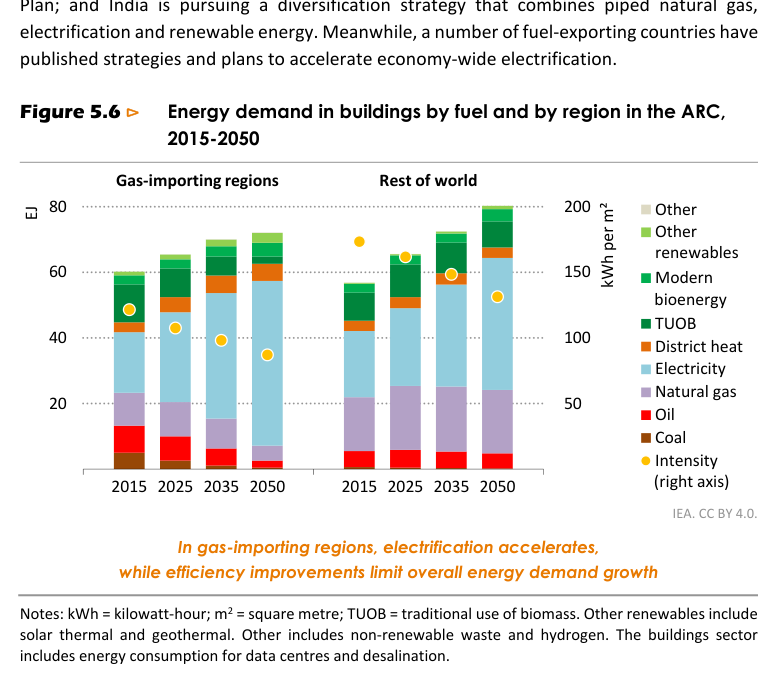 Plan; and India is pursuing a diversification strategy that combines piped natural gas,
electrification and renewable energy. Meanwhile, a number of fuel-exporting countries have
published strategies and plans to accelerate economy-wide electrification.
Figure 5.6 ▻ Energy demand in buildings by fuel and by region in the ARC,
2015-2050
Gas-importing regions Rest of world
EJ
80
60
40
20
2015 2025 2035 2050 2015 2025 2035 2050
200
150
100
50
kWh per m²
Other
Other
renewables
Modern
bioenergy
TUOB
District heat
Electricity
Natural gas
Oil
Coal
Intensity
(right axis)
IEA. CC BY 4.0.
In gas-importing regions, electrification accelerates,
while efficiency improvements limit overall energy demand growth
Notes: kWh = kilowatt-hour; m² = square metre; TUOB = traditional use of biomass. Other renewables include
solar thermal and geothermal. Other includes non-renewable waste and hydrogen. The buildings sector
includes energy consumption for data centres and desalination.